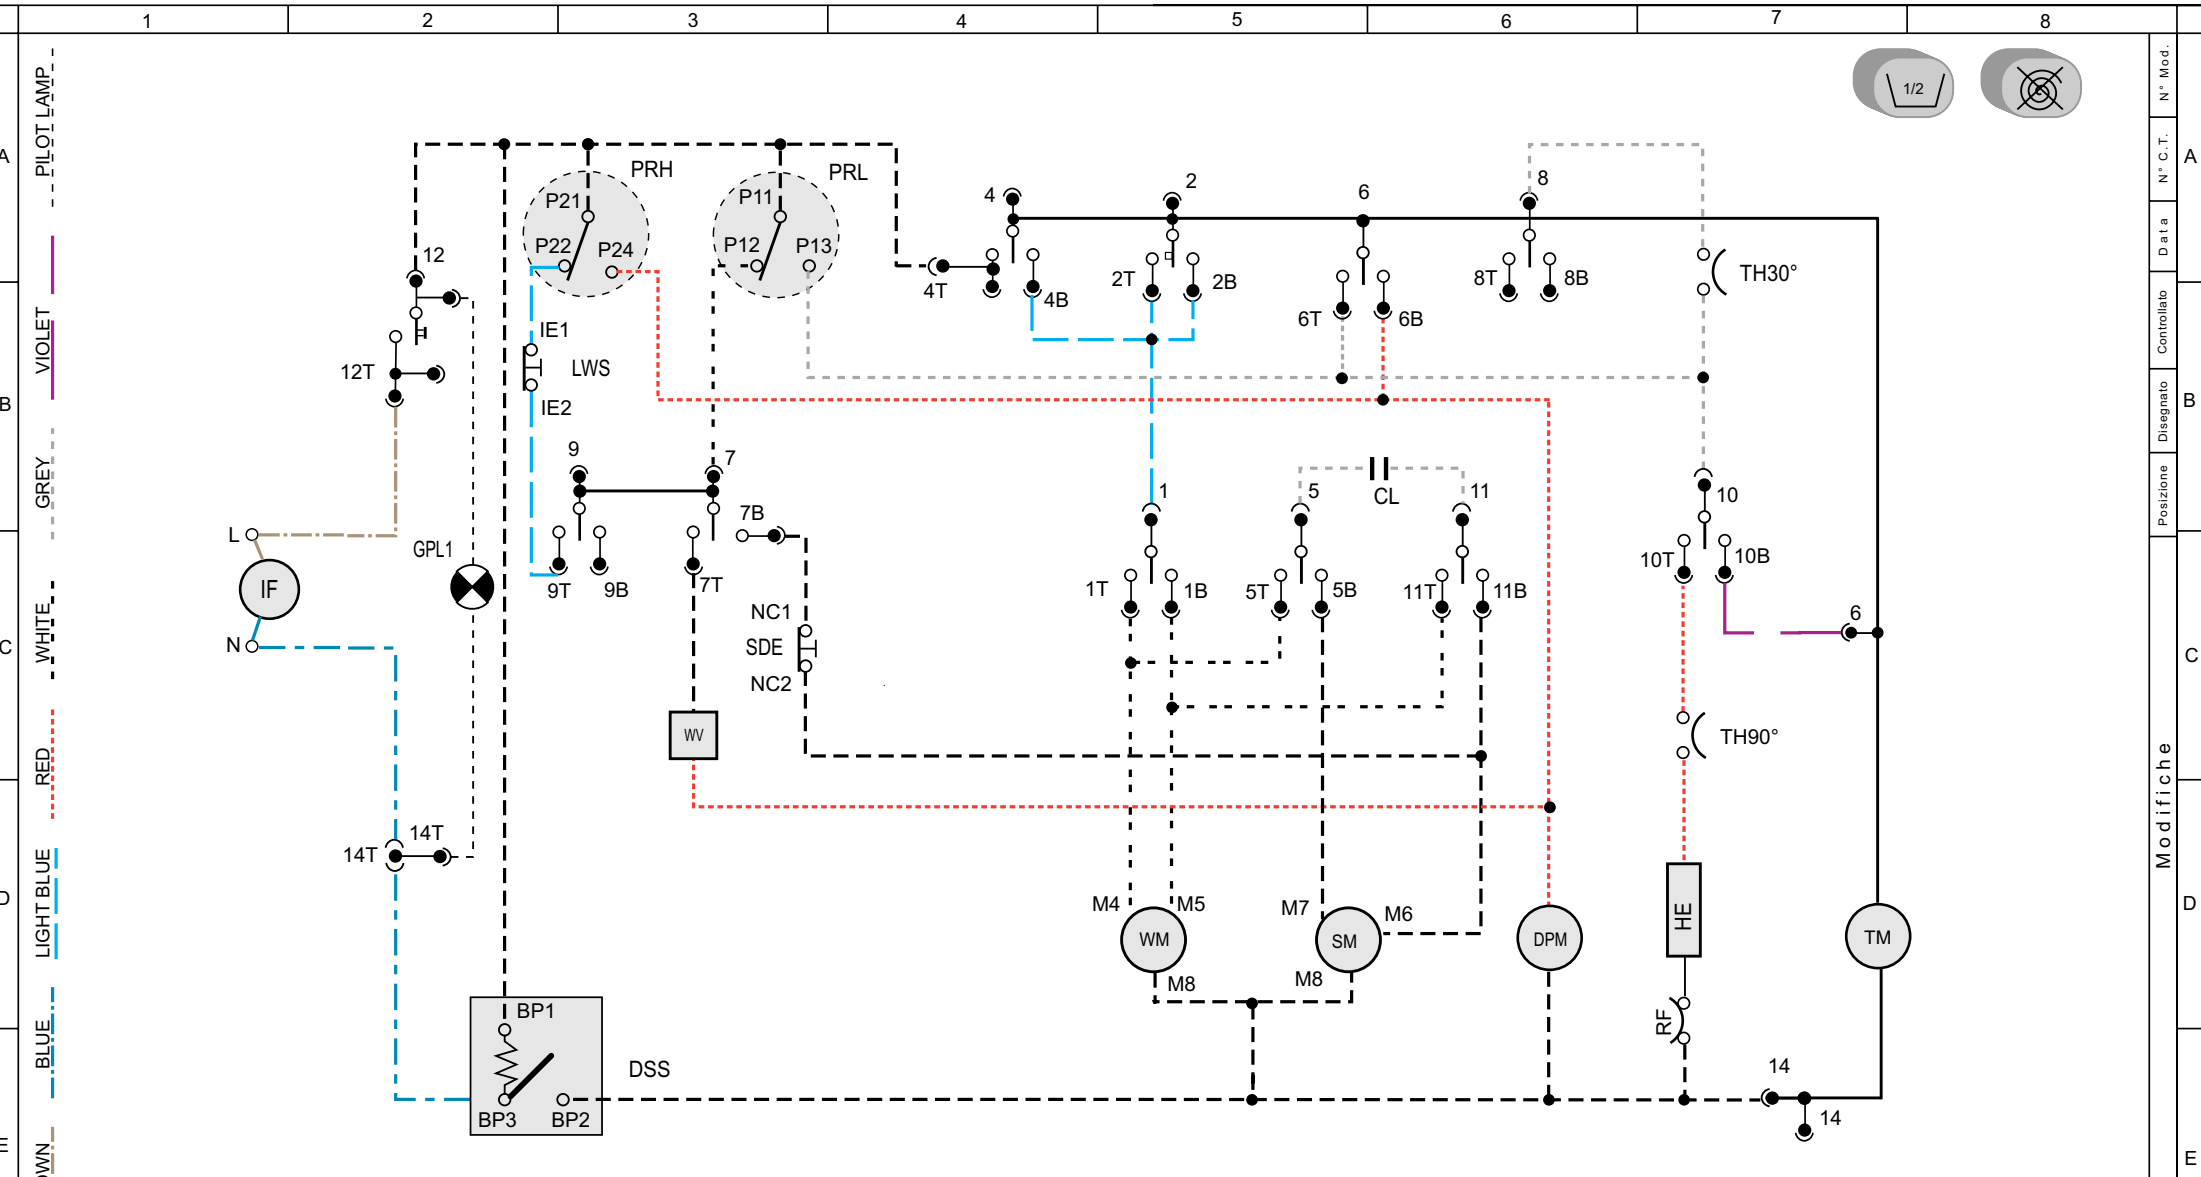 1 2 3 4 5 6 7 8
1/2
A
A
B
B
C
C
D
D
E
E
PILOT LAMP
VIOLET
GREY
WHITE
RED
LIGHT BLUE
BLUE
OWN
N° Mod.
N° C.T.
Data
Controllato
Disegnato
Posizione
Modifiche
PRH
P21
P22
P24
PRL
P11
P12
P13
4
4T
4B
2
2T
2B
6
6T
6B
8
8T
8B
TH30°
12
12T
IE1
LWS
IE2
9
9T
9B
7
7T
7B
L
IF
N
GPL1
NC1
SDE
NC2
WV
CL
1
1T
1B
5
5T
5B
11
11T
11B
10
10T
10B
6
TH90°
14T
14T
M4
M5
WM
M8
M7
M6
SM
M8
DPM
HE
RF
TM
BP1
BP3
BP2
DSS
14
14